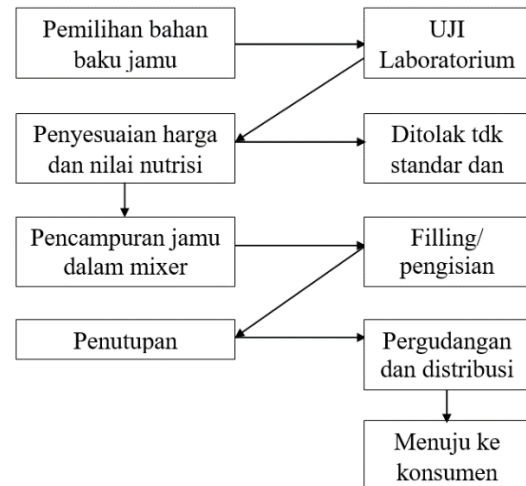 Pemilihan bahan
baku jamu
UJI
Laboratorium
Penyesuaian harga
dan nilai nutrisi
Ditolak tdk
standar dan
Pencampuran jamu
dalam mixer
Filling/
pengisian
Penutupan
Pergudangan
dan distribusi
Menuju ke
konsumen